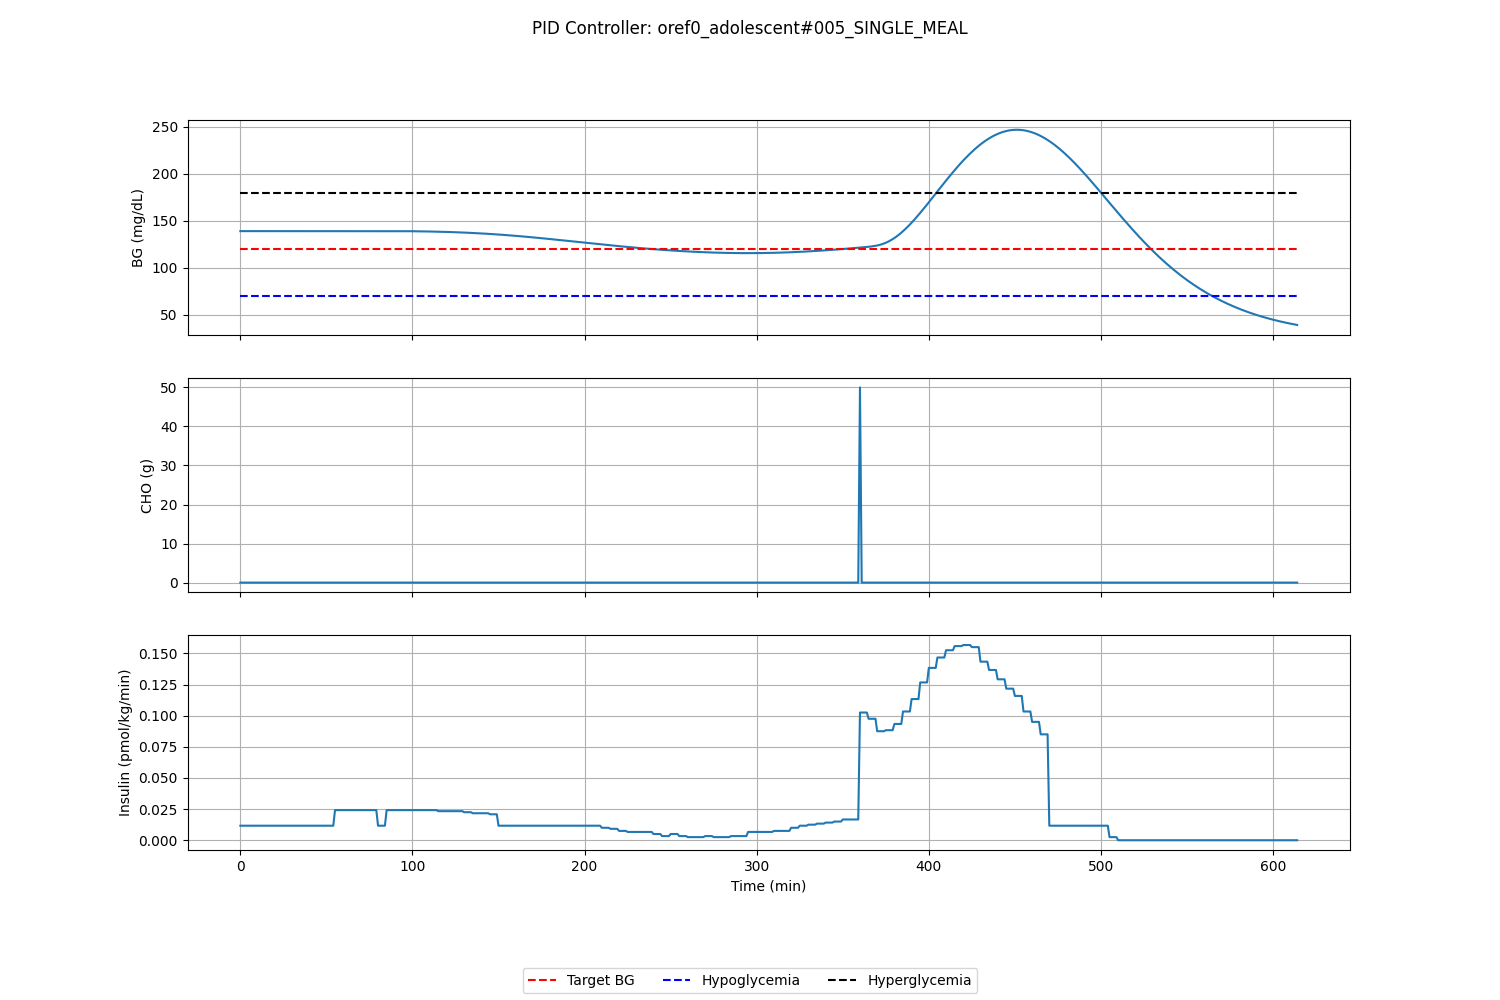 PID Controller: oref0_adolescent#005_SINGLE_MEAL
250
200
150
100
50
BG (mg/dL)
50
40
30
20
10
0
CHO (g)
0.150
0.125
0.100
0.075
0.050
0.025
0.000
Insulin (pmol/kg/min)
0 100 200 300 400 500 600
Time (min)
Target BG Hypoglycemia Hyperglycemia